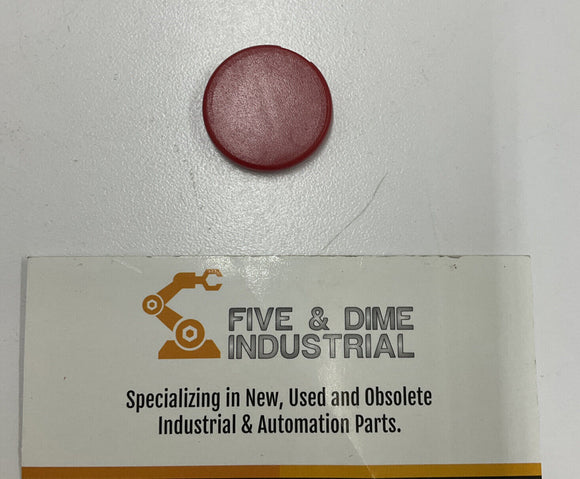 FIVE & DIME
INDUSTRIAL
Specializing in New, Used and Obsolete
Industrial & Automation Parts.